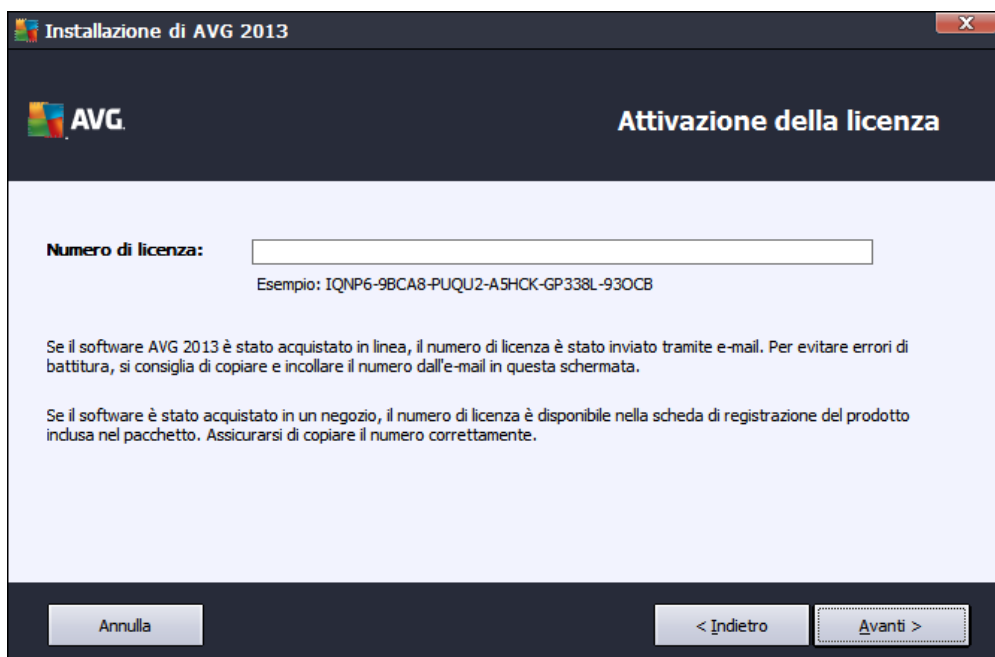 Installazione di AVG 2013
X
AVG.
Attivazione della licenza
Numero di licenza:
Esempio: IQNP6-9BCA8-PUQU2-A5HCK-GP338L-93OCB
Se il software AVG 2013 è stato acquistato in linea, il numero di licenza è stato inviato tramite e-mail. Per evitare errori di
battitura, si consiglia di copiare e incollare il numero dall'e-mail in questa schermata.
Se il software è stato acquistato in un negozio, il numero di licenza è disponibile nella scheda di registrazione del prodotto
inclusa nel pacchetto. Assicurarsi di copiare il numero correttamente.
Annulla
< Indietro
Avanti >